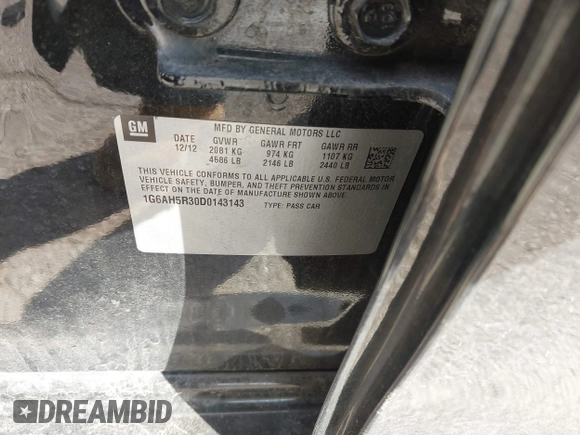 GM
MFD BY GENERAL MOTORS LLC
DATE GVWR GAWR FRT GAWR RR
12/12 2081 KG 974 KG 1107 KG
4586 LB 2146 LB 2440 LB
THIS VEHICLE CONFORMS TO ALL APPLICABLE U.S. FEDERAL MOTOR
VEHICLE SAFETY, BUMPER, AND THEFT PREVENTION STANDARDS IN
EFFECT ON THE DATE OF MANUFACTURE SHOWN ABOVE.
1G6AH5R30D0143143 TYPE: PASS CAR
DREAMBID